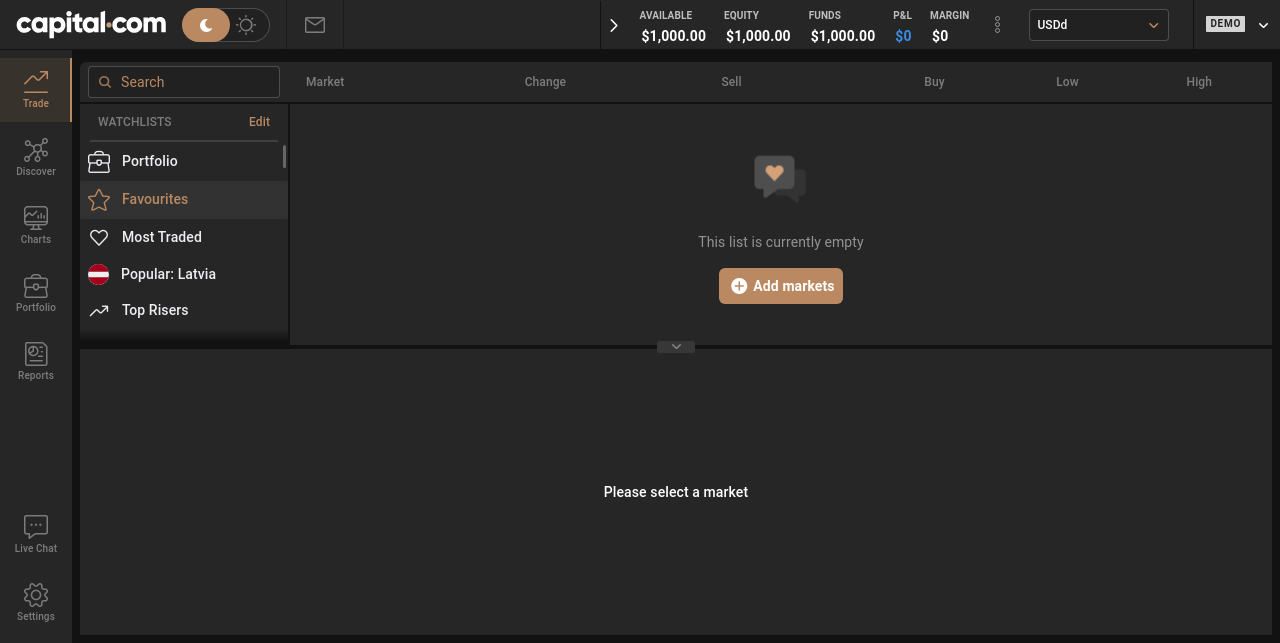 capital.com
AVAILABLE EQUITY FUNDS P&L MARGIN
$1,000.00 $1,000.00 $1,000.00 $0 $0
USDd
DEMO
Trade
Discover
Charts
Portfolio
Reports
Live Chat
Settings
Search
Market Change Sell Buy Low High
WATCHLISTS Edit
Portfolio
Favourites
Most Traded
Popular: Latvia
Top Risers
This list is currently empty
Add markets
Please select a market